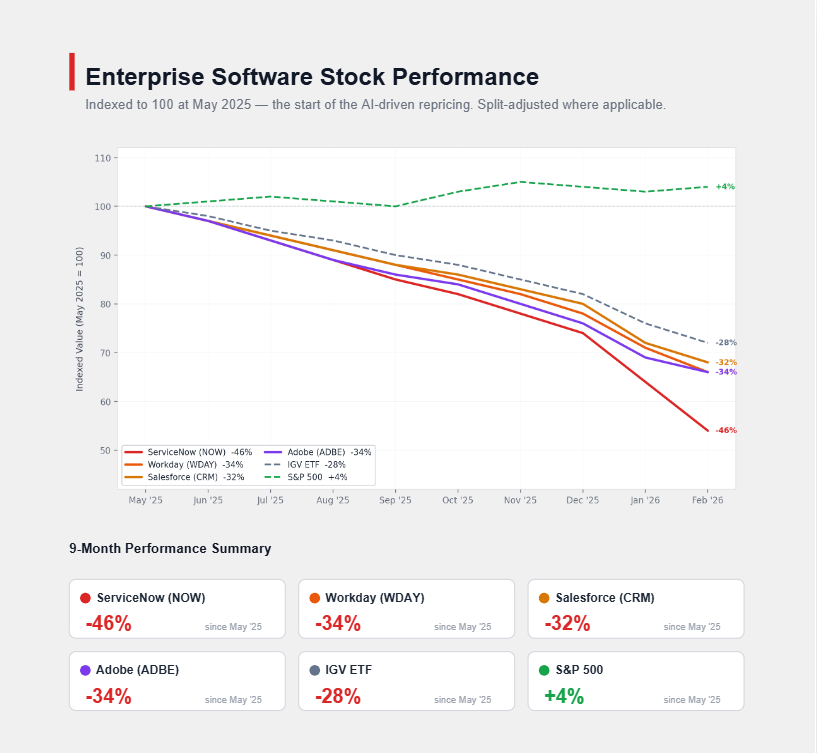 Enterprise Software Stock Performance
Indexed to 100 at May 2025 — the start of the AI-driven repricing. Split-adjusted where applicable.
110
100
90
80
70
60
50
Indexed Value (May 2025 = 100)
+4%
-28%
-32%
-34%
-46%
ServiceNow (NOW) -46%
Workday (WDAY) -34%
Salesforce (CRM) -32%
Adobe (ADBE) -34%
IGV ETF -28%
S&P 500 +4%
May '25 Jun '25 Jul '25 Aug '25 Sep '25 Oct '25 Nov '25 Dec '25 Jan '26 Feb '26
9-Month Performance Summary
ServiceNow (NOW)
-46% since May '25
Workday (WDAY)
-34% since May '25
Salesforce (CRM)
-32% since May '25
Adobe (ADBE)
-34% since May '25
IGV ETF
-28% since May '25
S&P 500
+4% since May '25